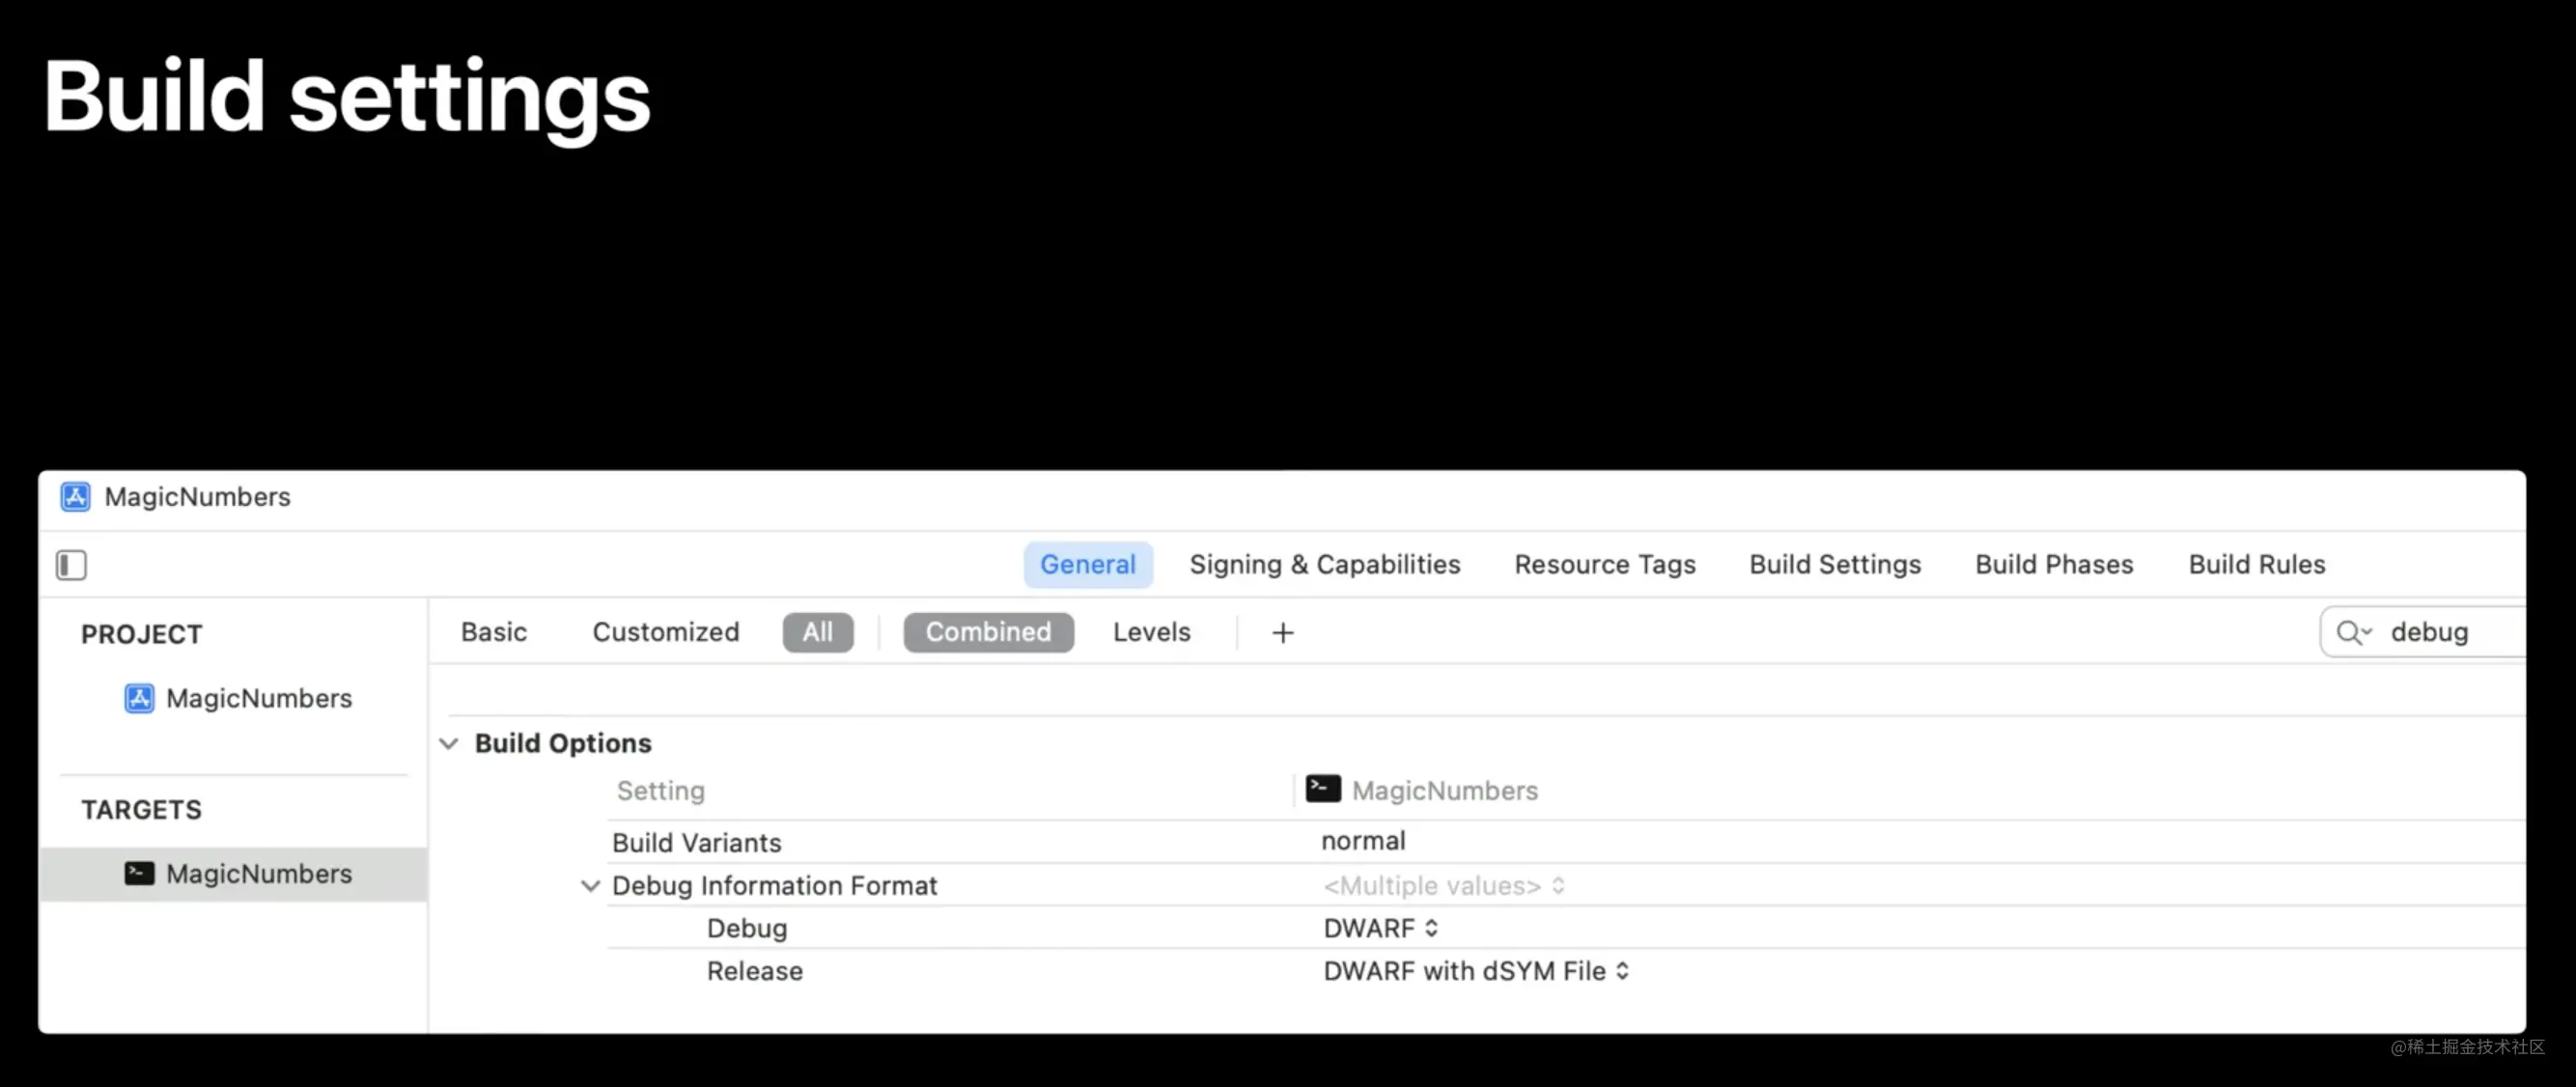 Build settings
MagicNumbers
General Signing & Capabilities Resource Tags Build Settings Build Phases Build Rules
PROJECT
MagicNumbers
TARGETS
MagicNumbers
Basic Customized All Combined Levels + debug
Build Options
Setting MagicNumbers
Build Variants normal
Debug Information Format <Multiple values>
Debug DWARF
Release DWARF with dSYM File
@稀土掘金技术社区